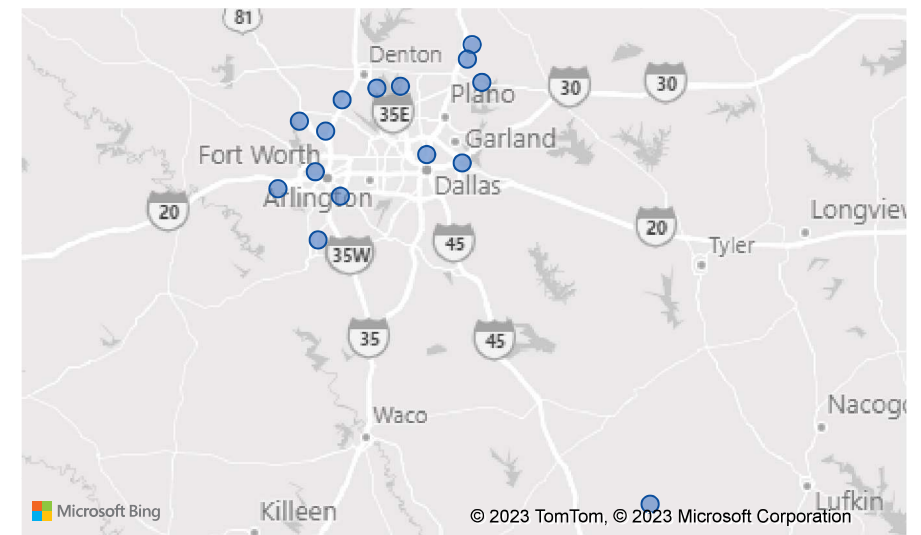 81
Denton
30
30
Plano
35E
Garland
Fort Worth
Dallas
Arlington
20
Longview
20
45
Tyler
35W
35
45
Nacogo
Waco
Lufkin
Killeen
Microsoft Bing
© 2023 TomTom, © 2023 Microsoft Corporation